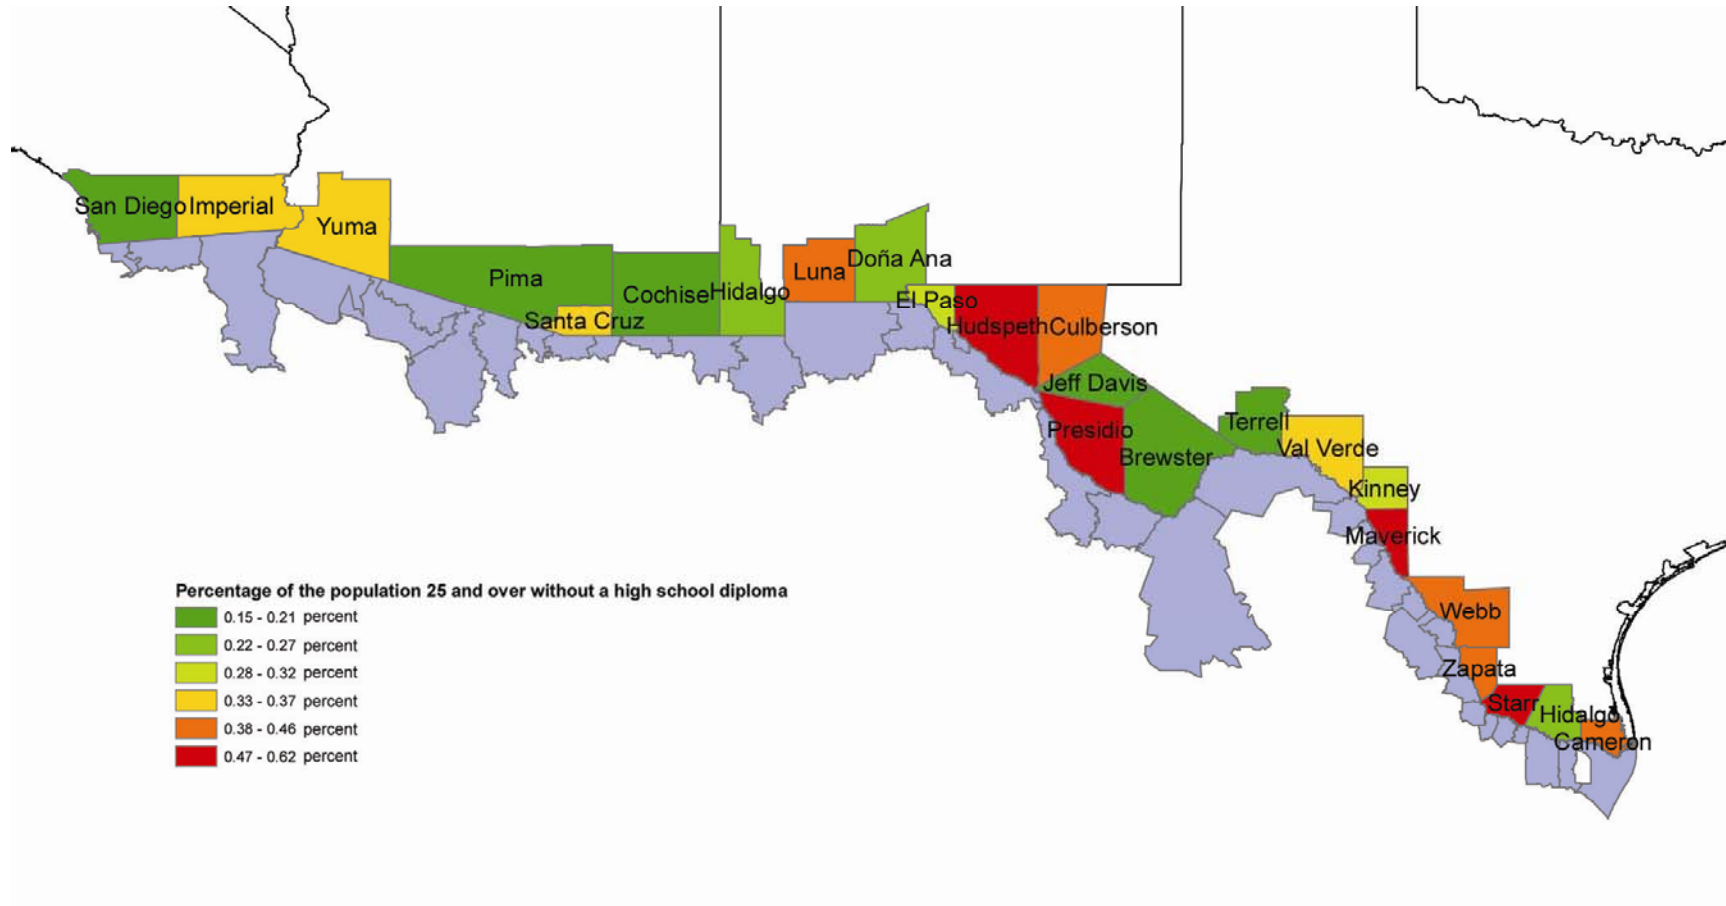 San Diego
Imperial
Yuma
Pima
Santa Cruz
Cochise
Hidalgo
Luna
Doña Ana
El Paso
Hudspeth
Culberson
Jeff Davis
Presidio
Brewster
Terrell
Val Verde
Kinney
Maverick
Webb
Zapata
Starr
Hidalgo
Cameron
Percentage of the population 25 and over without a high school diploma
0.15 - 0.21 percent
0.22 - 0.27 percent
0.28 - 0.32 percent
0.33 - 0.37 percent
0.38 - 0.46 percent
0.47 - 0.62 percent